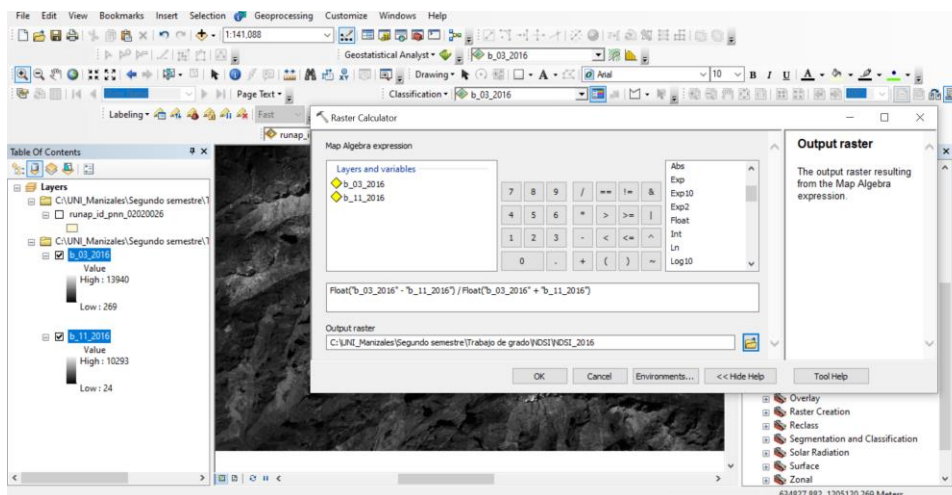 File Edit View Bookmarks Insert Selection Geoprocessing Customize Windows Help
1:141,088
Geostatistical Analyst b_03_2016
Drawing A Arial 10 B I U A
Page Text Classification b_03_2016
Labeling Fast
runap_i
Table Of Contents
Layers
C:\UNI_Manizales\Segundo semestre\T
runap_id_pnn_02020026
C:\UNI_Manizales\Segundo semestre\T
b_03_2016
Value
High : 13940
Low : 269
b_11_2016
Value
High : 10293
Low : 24
Raster Calculator
Map Algebra expression
Layers and variables
b_03_2016
b_11_2016
7 8 9 / == != &
4 5 6 * > >= |
1 2 3 - < <= ^
0 . + ( ) ~
Abs
Exp
Exp10
Exp2
Float
Int
Ln
Log10
Float("b_03_2016" - "b_11_2016") / Float("b_03_2016" + "b_11_2016")
Output raster
C:\UNI_Manizales\Segundo semestre\Trabajo de grado\NDSI\NDSI_2016
OK Cancel Environments... << Hide Help Tool Help
Output raster
The output raster resulting
from the Map Algebra
expression.
Overlay
Raster Creation
Reclass
Segmentation and Classification
Solar Radiation
Surface
Zonal
634827,882 1205120,269 Meters